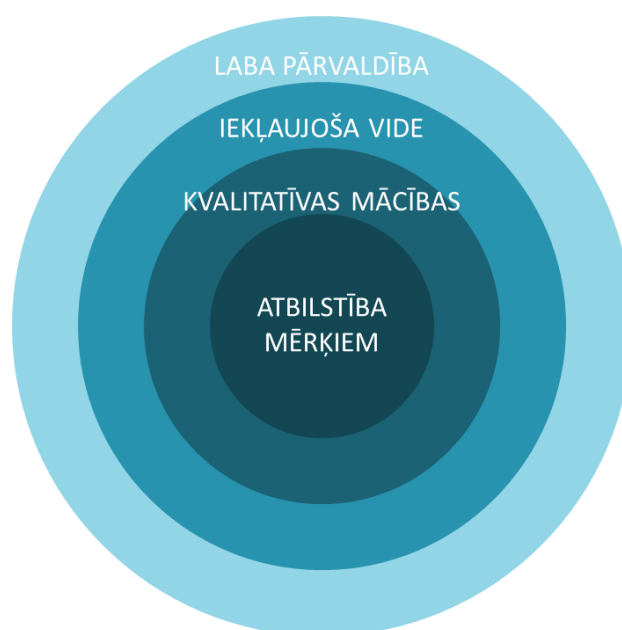 LABA PĀRVALDĪBA
IEKĻAUJOŠA VIDE
KVALITATĪVAS MĀCĪBAS
ATBILSTĪBA
MĒRĶIEM